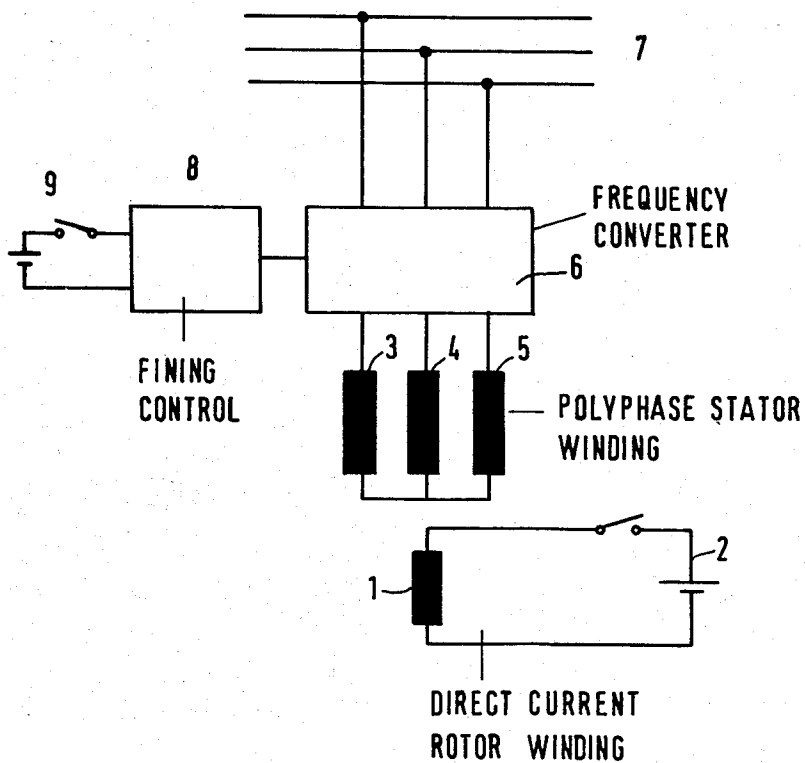 7
8
9
FREQUENCY
CONVERTER
6
3
4
5
FINING
CONTROL
POLYPHASE STATOR
WINDING
2
1
DIRECT CURRENT
ROTOR WINDING